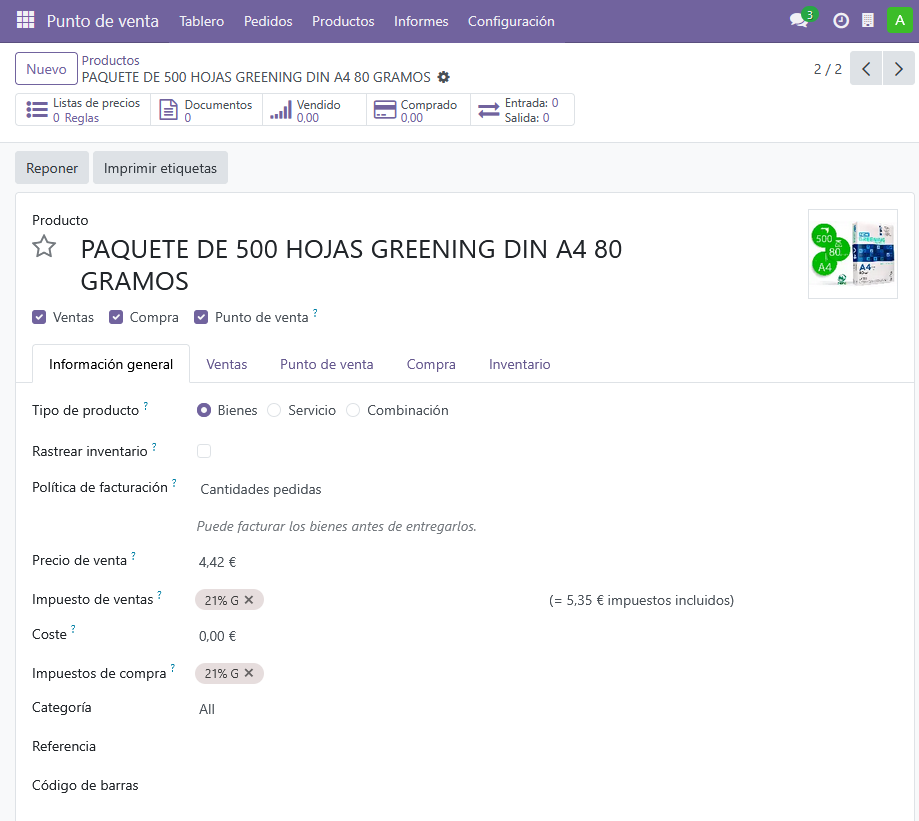 Punto de venta Tablero Pedidos Productos Informes Configuración 3 A
Nuevo
Productos
PAQUETE DE 500 HOJAS GREENING DIN A4 80 GRAMOS
2 / 2
Listas de precios
0 Reglas
Documentos
0
Vendido
0,00
Comprado
0,00
Entrada: 0
Salida: 0
Reponer Imprimir etiquetas
Producto
PAQUETE DE 500 HOJAS GREENING DIN A4 80
GRAMOS
500
80
A4
A4
Ventas Compra Punto de venta ?
Información general Ventas Punto de venta Compra Inventario
Tipo de producto ? Bienes Servicio Combinación
Rastrear inventario ?
Política de facturación ? Cantidades pedidas
Puede facturar los bienes antes de entregarlos.
Precio de venta ? 4,42 €
Impuesto de ventas ? 21% G (= 5,35 € impuestos incluidos)
Coste ? 0,00 €
Impuestos de compra ? 21% G
Categoría All
Referencia
Código de barras